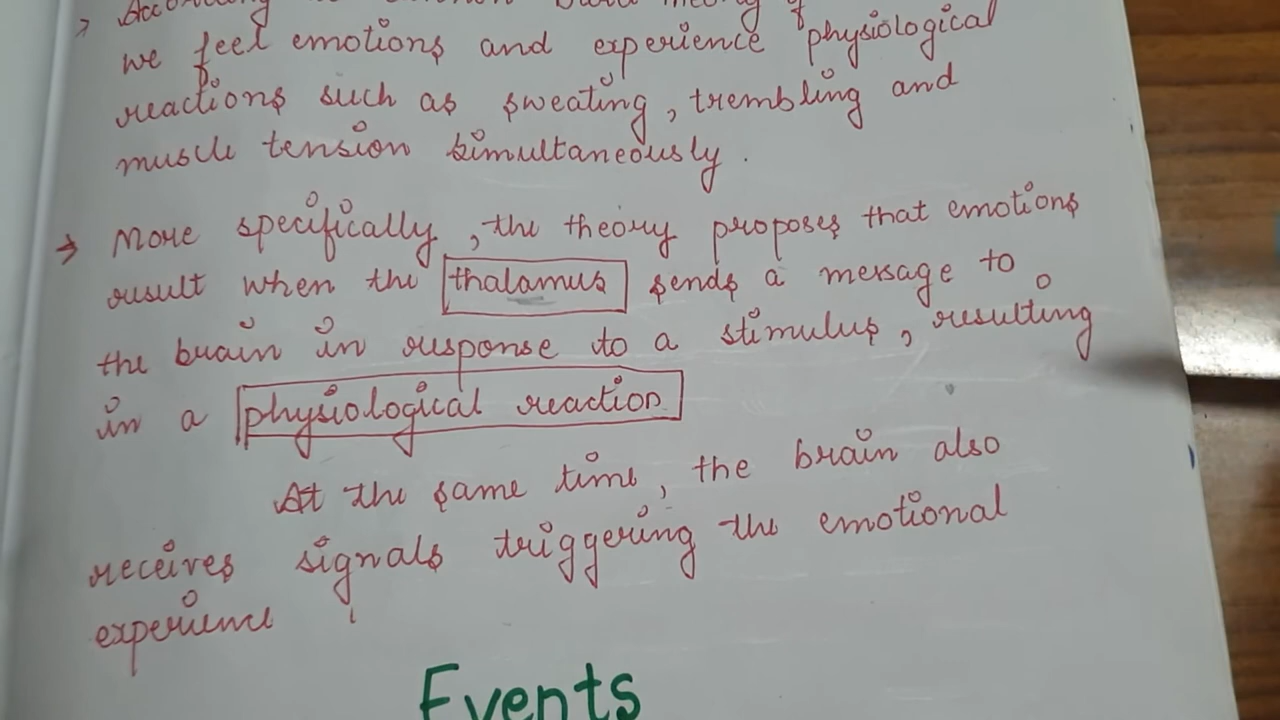 → According
we feel emotions and experience physiological
reactions such as sweating, trembling and
muscle tension simultaneously.
→ More specifically, the theory proposes that emotions
result when the thalamus sends a message to
the brain in response to a stimulus, resulting
in a physiological reaction
At the same time, the brain also
receives signals triggering the emotional
experience
Events